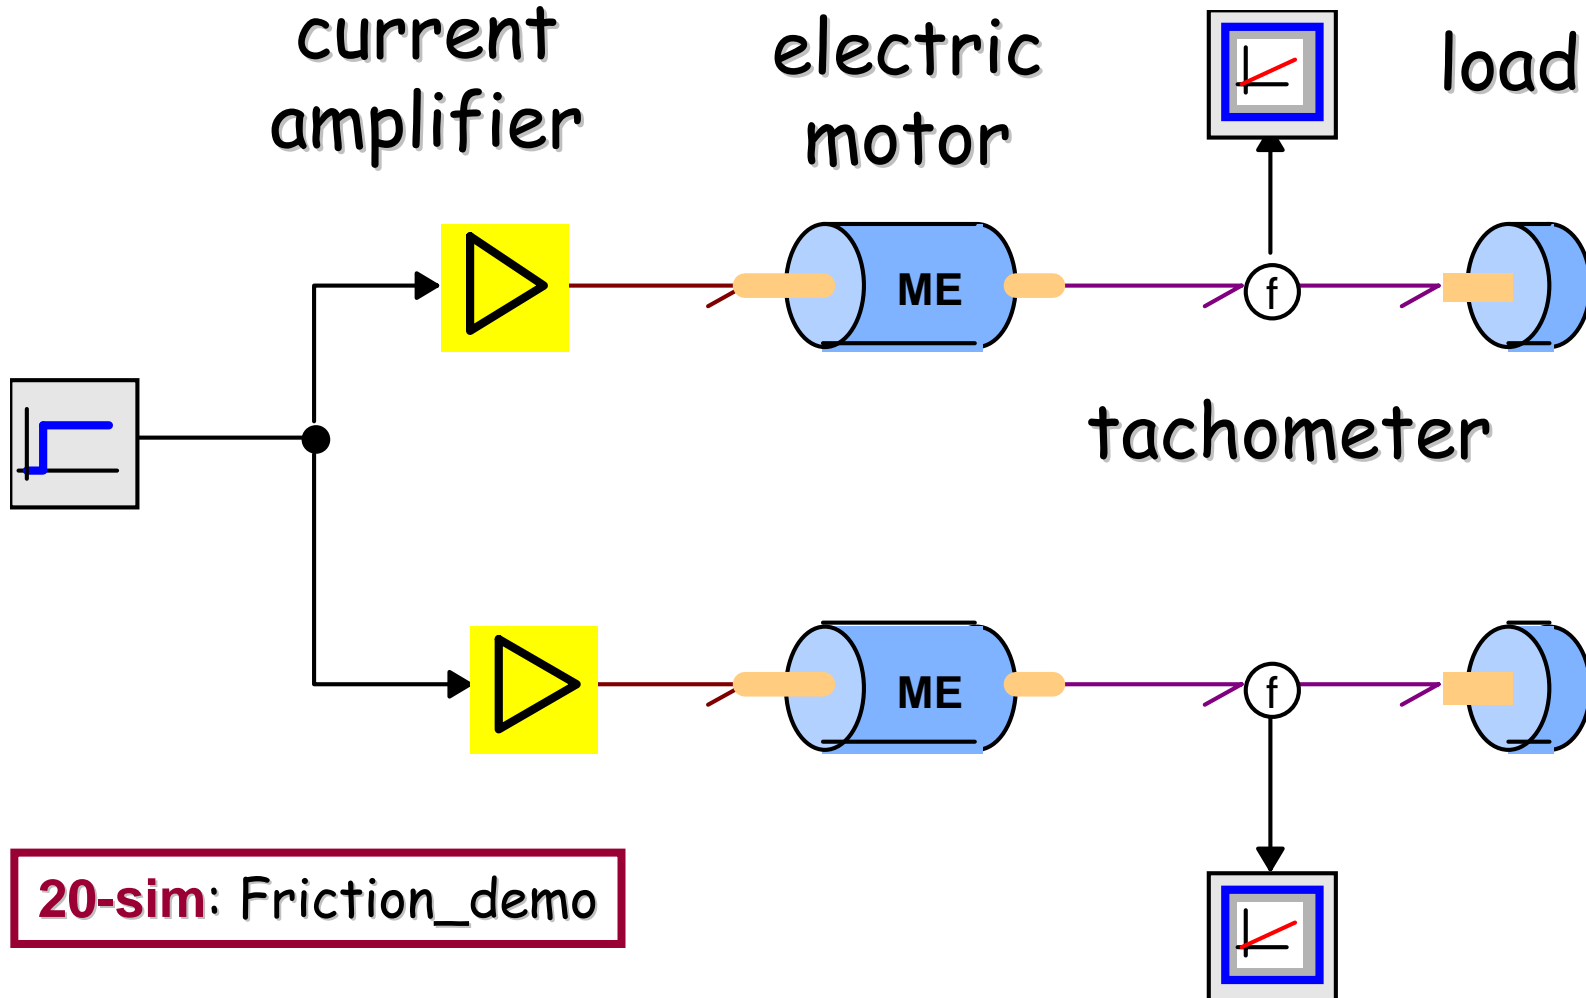 current
amplifier
electric
motor
load
ME
f
tachometer
ME
f
20-sim: Friction_demo